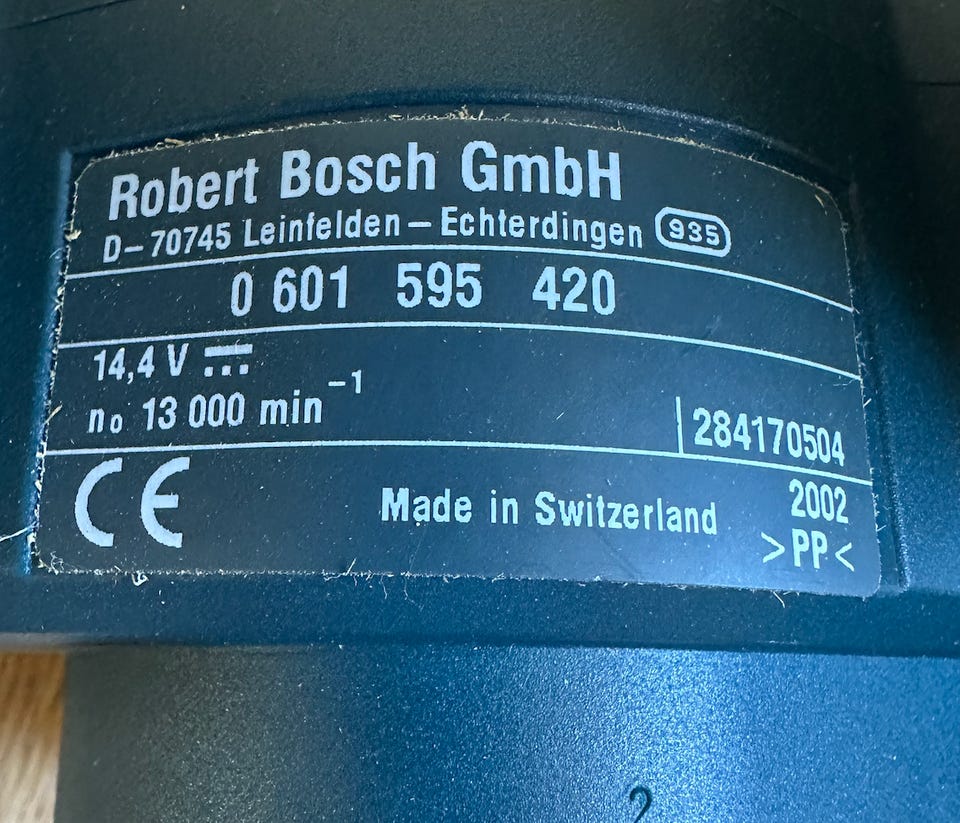 Robert Bosch GmbH
D-70745 Leinfelden-Echterdingen 935
0 601 595 420
14,4 V
n₀ 13 000 min⁻¹
284170504
CE
Made in Switzerland
2002
>PP<
2